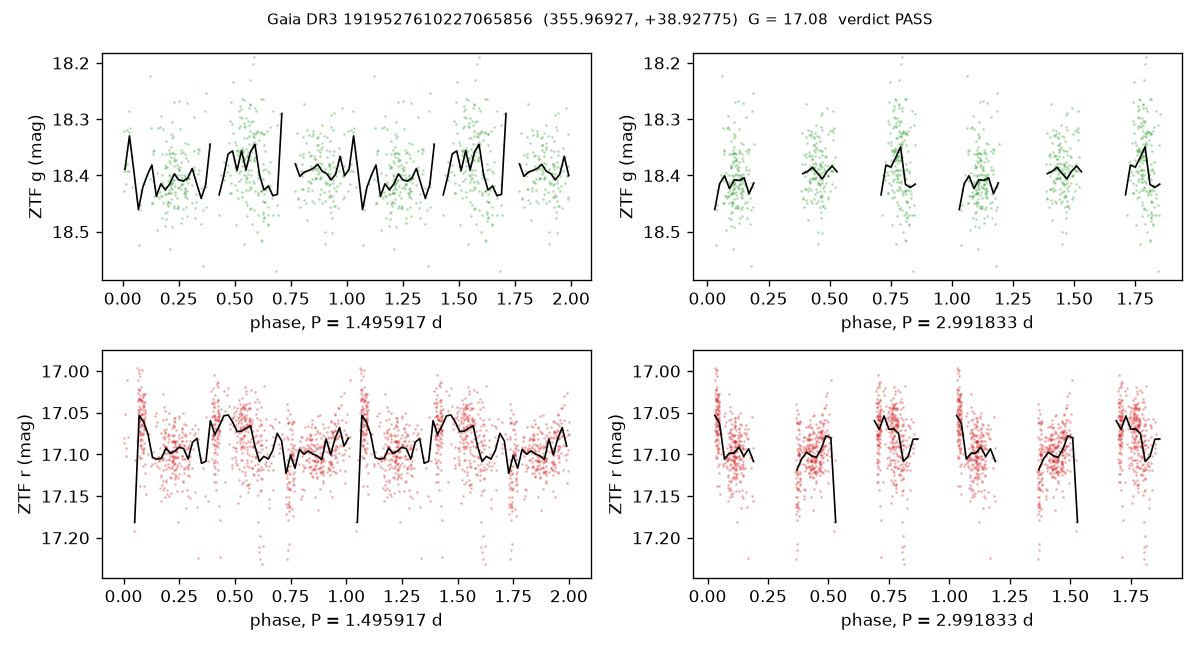 Gaia DR3 1919527610227065856  (355.96927, +38.92775)  G = 17.08  verdict PASS
ZTF g (mag)
18.2
18.3
18.4
18.5
0.00 0.25 0.50 0.75 1.00 1.25 1.50 1.75 2.00
phase, P = 1.495917 d
ZTF g (mag)
18.2
18.3
18.4
18.5
0.00 0.25 0.50 0.75 1.00 1.25 1.50 1.75
phase, P = 2.991833 d
ZTF r (mag)
17.00
17.05
17.10
17.15
17.20
0.00 0.25 0.50 0.75 1.00 1.25 1.50 1.75 2.00
phase, P = 1.495917 d
ZTF r (mag)
17.00
17.05
17.10
17.15
17.20
0.00 0.25 0.50 0.75 1.00 1.25 1.50 1.75
phase, P = 2.991833 d